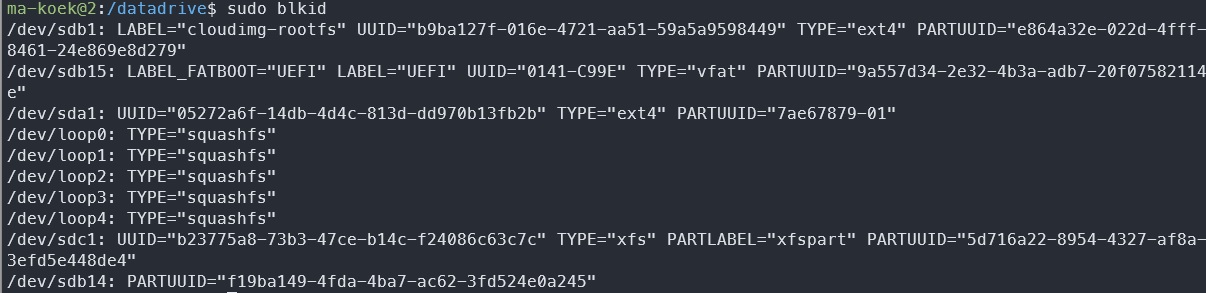 ma-koek@2:/datadrive$ sudo blkid
/dev/sdb1: LABEL="cloudimg-rootfs" UUID="b9ba127f-016e-4721-aa51-59a5a9598449" TYPE="ext4" PARTUUID="e864a32e-022d-4fff-
8461-24e869e8d279"
/dev/sdb15: LABEL_FATBOOT="UEFI" LABEL="UEFI" UUID="0141-C99E" TYPE="vfat" PARTUUID="9a557d34-2e32-4b3a-adb7-20f07582114
e"
/dev/sda1: UUID="05272a6f-14db-4d4c-813d-dd970b13fb2b" TYPE="ext4" PARTUUID="7ae67879-01"
/dev/loop0: TYPE="squashfs"
/dev/loop1: TYPE="squashfs"
/dev/loop2: TYPE="squashfs"
/dev/loop3: TYPE="squashfs"
/dev/loop4: TYPE="squashfs"
/dev/sdc1: UUID="b23775a8-73b3-47ce-b14c-f24086c63c7c" TYPE="xfs" PARTLABEL="xfspart" PARTUUID="5d716a22-8954-4327-af8a-
3efd5e448de4"
/dev/sdb14: PARTUUID="f19ba149-4fda-4ba7-ac62-3fd524e0a245"